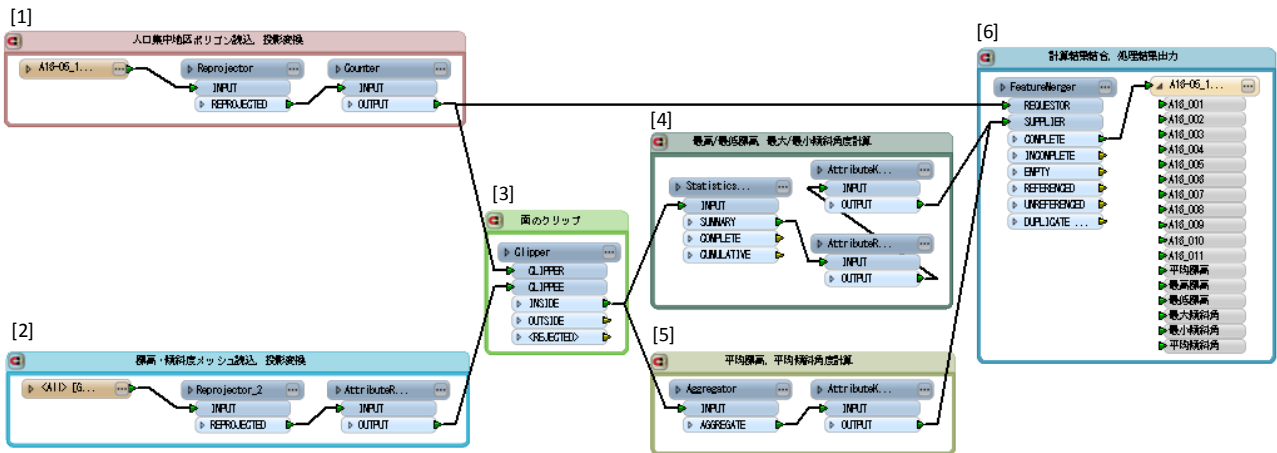 [1]
人口集中地区ポリゴン読込、投影変換
A16-05_1...
Reprojector
INPUT
REPROJECTED
Counter
INPUT
OUTPUT
[2]
標高・傾斜度メッシュ読込、投影変換
<All> [G...
Reprojector_2
INPUT
REPROJECTED
AttributeR...
INPUT
OUTPUT
[3]
面のクリップ
Clipper
CLIPPER
CLIPPEE
INSIDE
OUTSIDE
<REJECTED>
[4]
最高/最低標高、最大/最小傾斜角度計算
Statistics...
INPUT
SUMMARY
COMPLETE
CUMULATIVE
AttributeK...
INPUT
OUTPUT
AttributeR...
INPUT
OUTPUT
[5]
平均標高、平均傾斜角度計算
Aggregator
INPUT
AGGREGATE
AttributeK...
INPUT
OUTPUT
[6]
計算結果結合、処理結果出力
FeatureMerger
REQUESTOR
SUPPLIER
COMPLETE
INCOMPLETE
EMPTY
REFERENCED
UNREFERENCED
DUPLICATE ...
A16-05_1...
A16_001
A16_002
A16_003
A16_004
A16_005
A16_006
A16_007
A16_008
A16_009
A16_010
A16_011
平均標高
最高標高
最低標高
最大傾斜角
最小傾斜角
平均傾斜角